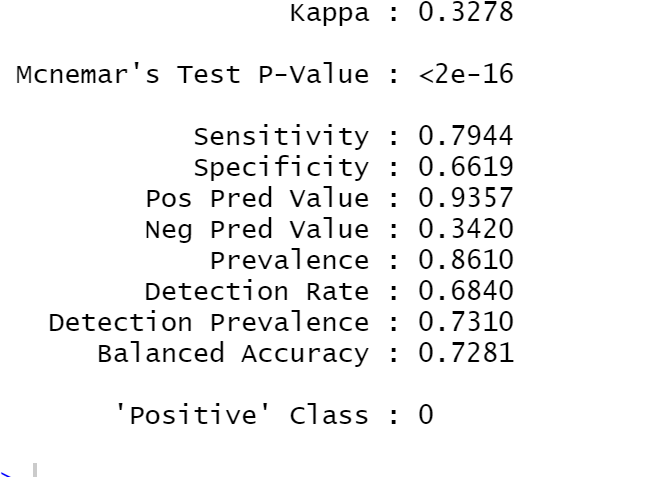 Kappa : 0.3278
Mcnemar's Test P-Value : <2e-16
Sensitivity : 0.7944
Specificity : 0.6619
Pos Pred Value : 0.9357
Neg Pred Value : 0.3420
Prevalence : 0.8610
Detection Rate : 0.6840
Detection Prevalence : 0.7310
Balanced Accuracy : 0.7281
'Positive' Class : 0
>